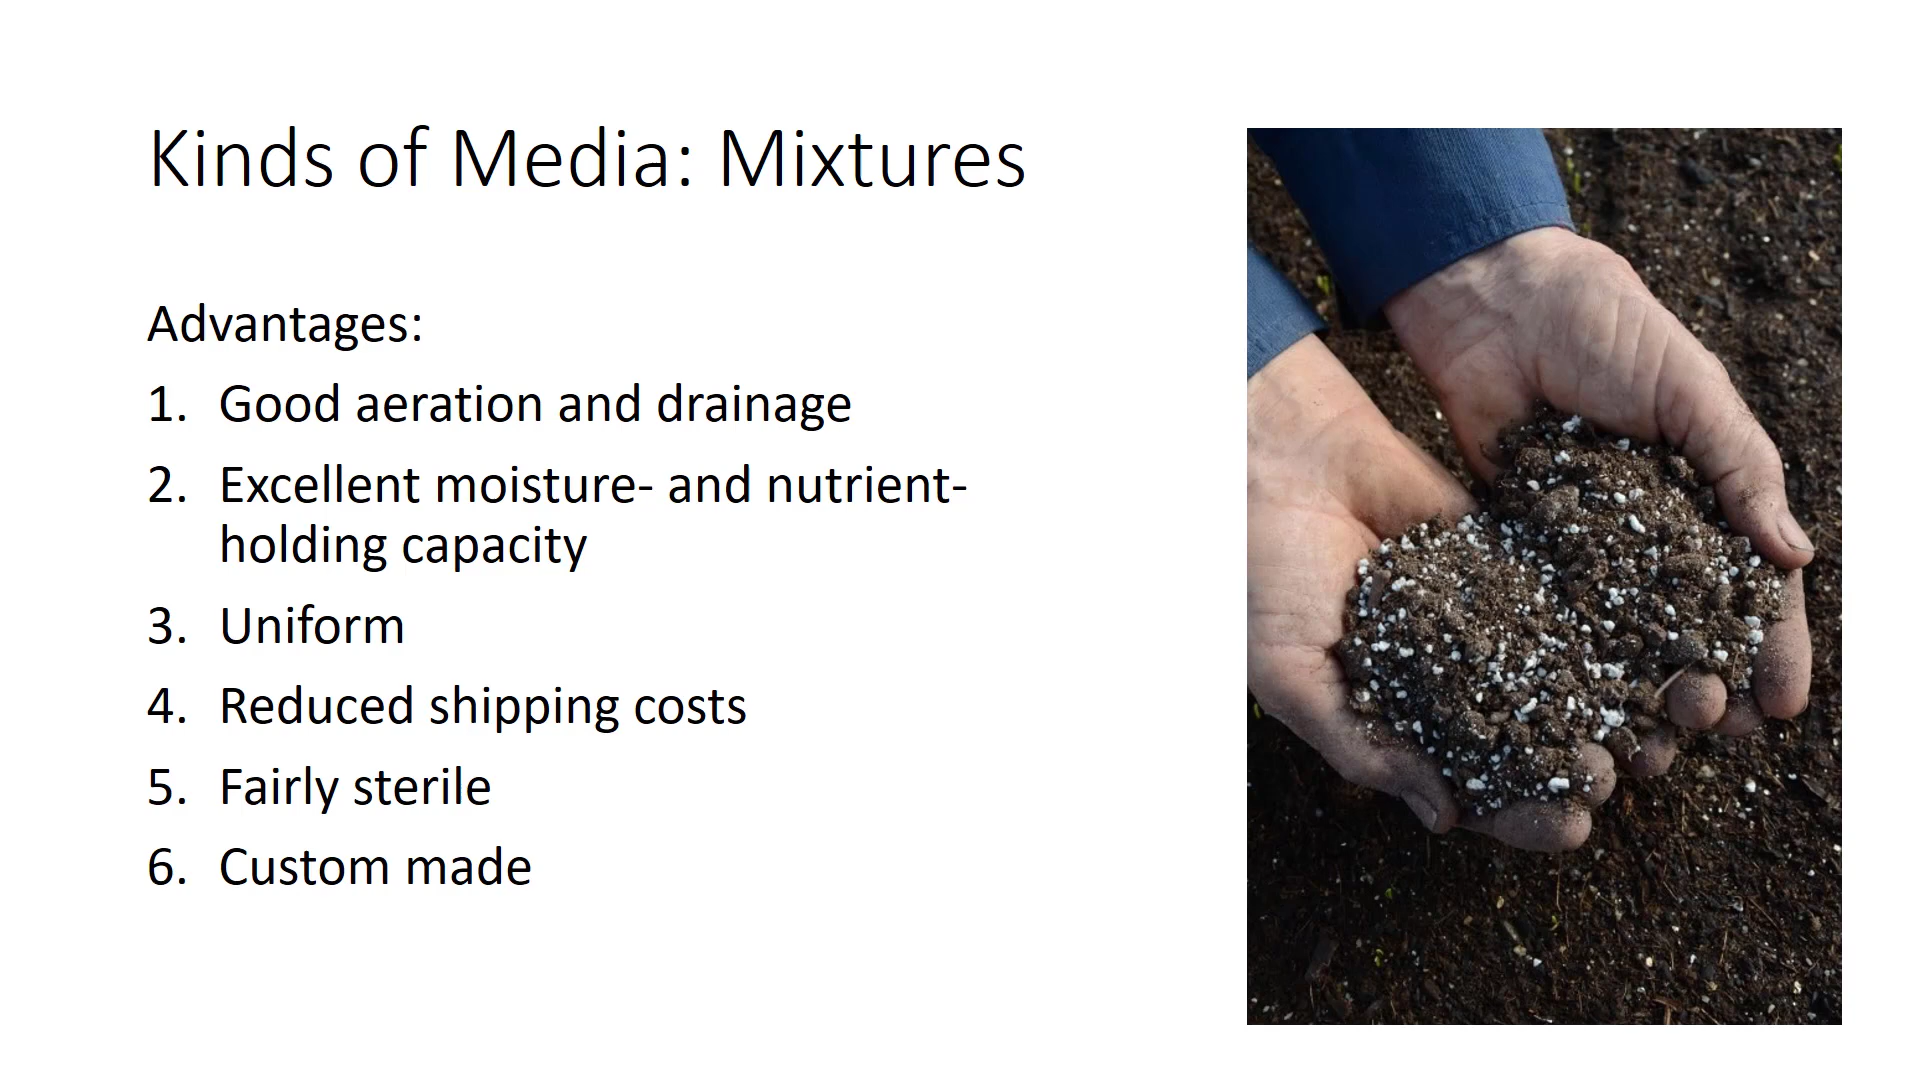 Kinds of Media: Mixtures
Advantages:
1. Good aeration and drainage
2. Excellent moisture- and nutrient-
holding capacity
3. Uniform
4. Reduced shipping costs
5. Fairly sterile
6. Custom made